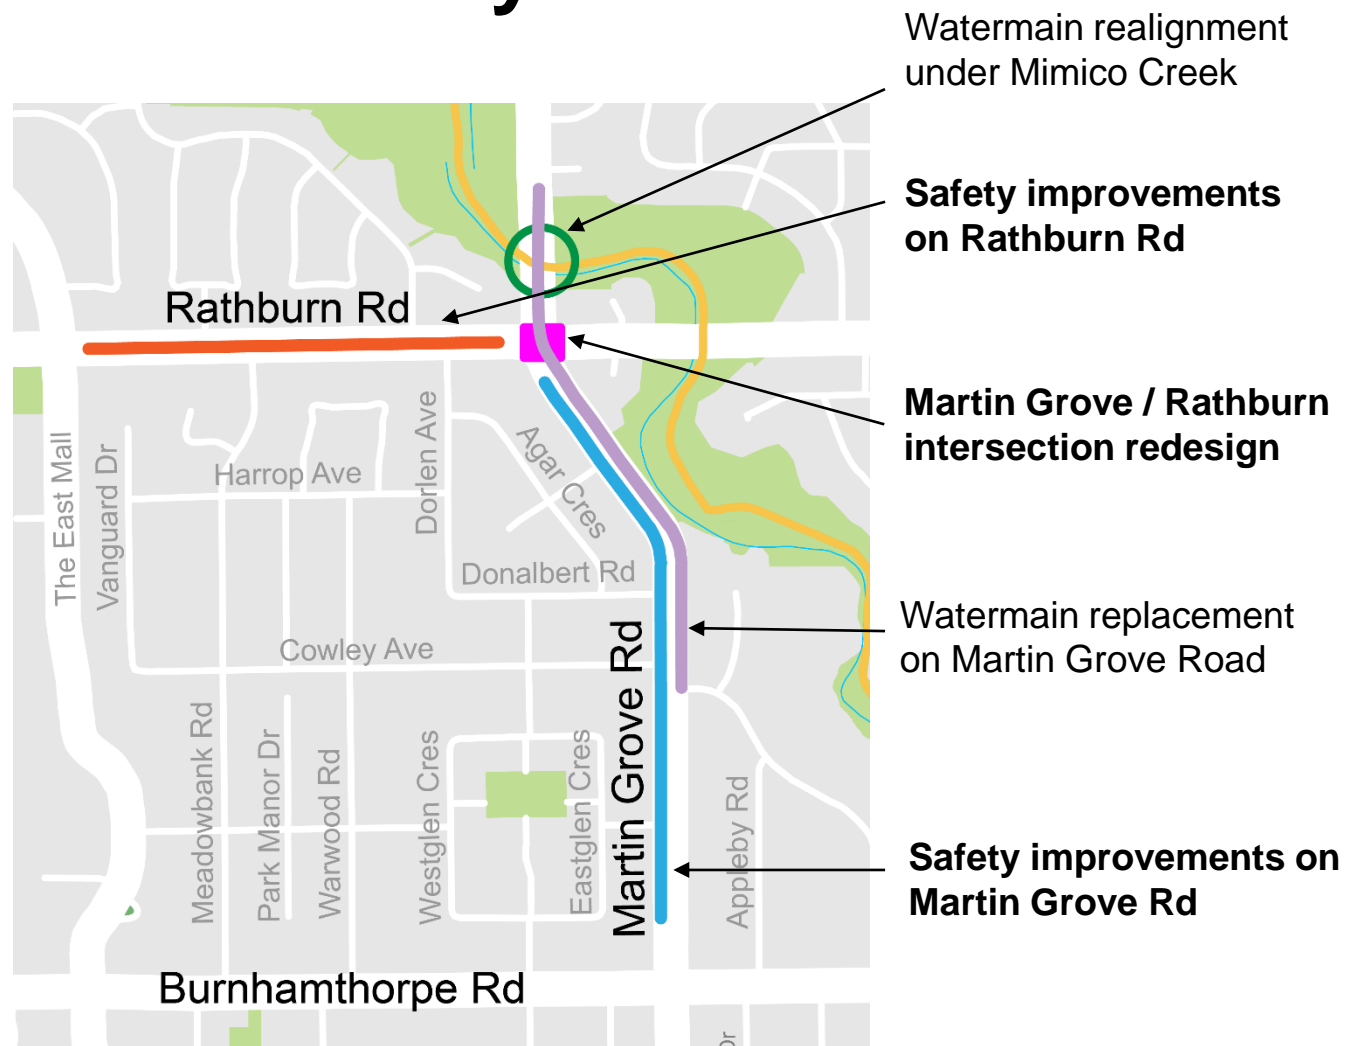 Watermain realignment
under Mimico Creek
Safety improvements
on Rathburn Rd
Rathburn Rd
Martin Grove / Rathburn
intersection redesign
The East Mall
Vanguard Dr
Harrop Ave
Dorlen Ave
Agar Cres
Donalbert Rd
Cowley Ave
Watermain replacement
on Martin Grove Road
Meadowbank Rd
Park Manor Dr
Warwood Rd
Westglen Cres
Eastglen Cres
Martin Grove Rd
Appleby Rd
Safety improvements on
Martin Grove Rd
Burnhamthorpe Rd